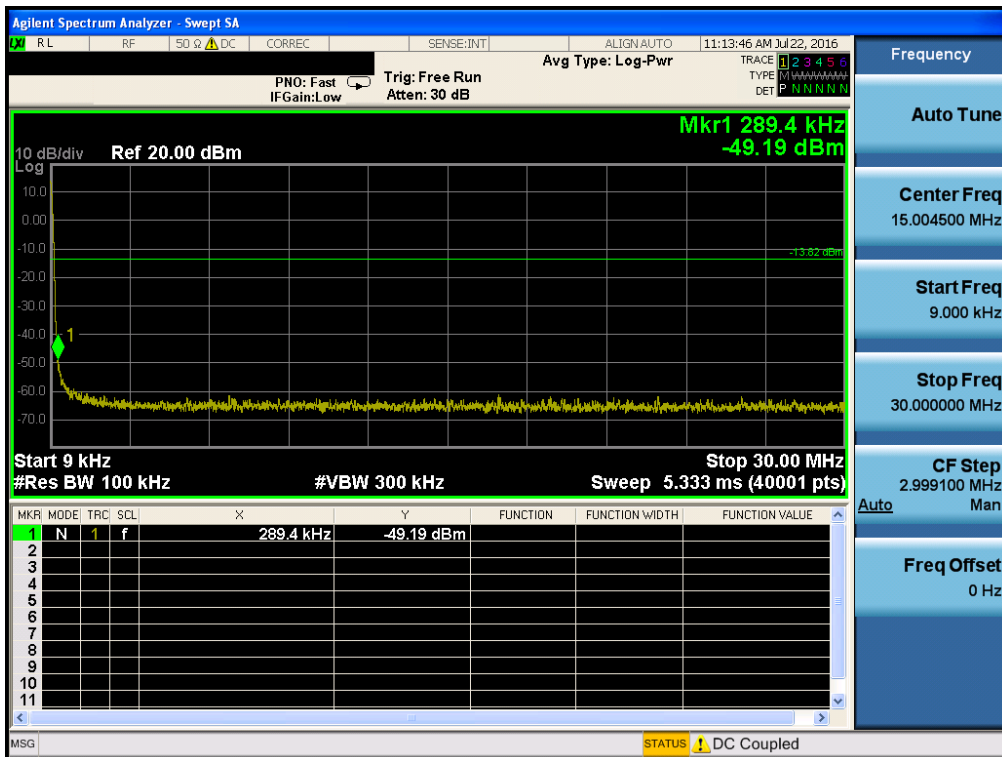 Agilent Spectrum Analyzer - Swept SA
LXI RL RF 50 Ω DC CORREC SENSE:INT ALIGN AUTO 11:13:46 AM Jul 22, 2016
PNO: Fast
IFGain:Low
Trig: Free Run
Atten: 30 dB
Avg Type: Log-Pwr
TRACE 1 2 3 4 5 6
TYPE M
DET P N N N N N
Mkr1 289.4 kHz
-49.19 dBm
10 dB/div Ref 20.00 dBm
Log
10.0
0.00
-10.0
-13.82 dBm
-20.0
-30.0
-40.0
1
-50.0
-60.0
-70.0
Start 9 kHz Stop 30.00 MHz
#Res BW 100 kHz #VBW 300 kHz Sweep 5.333 ms (40001 pts)
MKR MODE TRC SCL X Y FUNCTION FUNCTION WIDTH FUNCTION VALUE
1 N 1 f 289.4 kHz -49.19 dBm
2
3
4
5
6
7
8
9
10
11
MSG STATUS DC Coupled
Frequency
Auto Tune
Center Freq
15.004500 MHz
Start Freq
9.000 kHz
Stop Freq
30.000000 MHz
CF Step
2.999100 MHz
Auto Man
Freq Offset
0 Hz